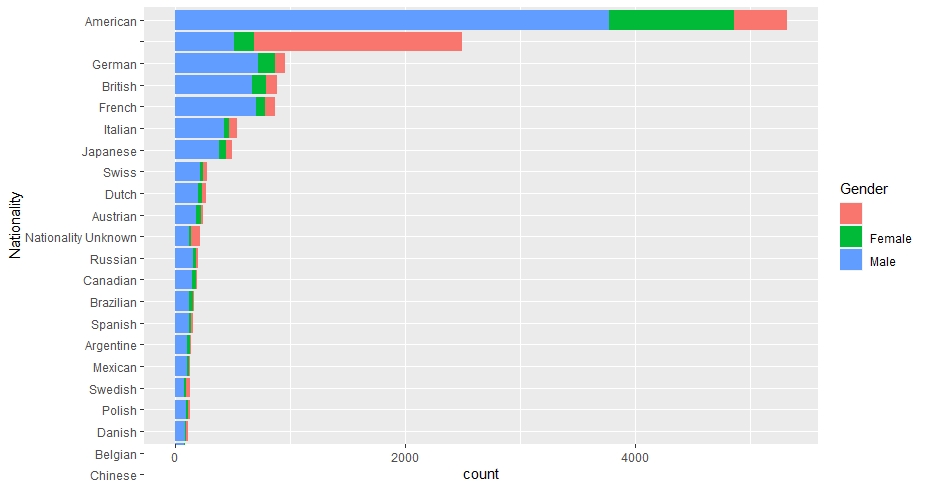 American
German
British
French
Italian
Japanese
Swiss
Dutch
Austrian
Nationality Unknown
Russian
Canadian
Brazilian
Spanish
Argentine
Mexican
Swedish
Polish
Danish
Belgian
Chinese
Nationality
0 2000 4000
count
Gender
Female
Male